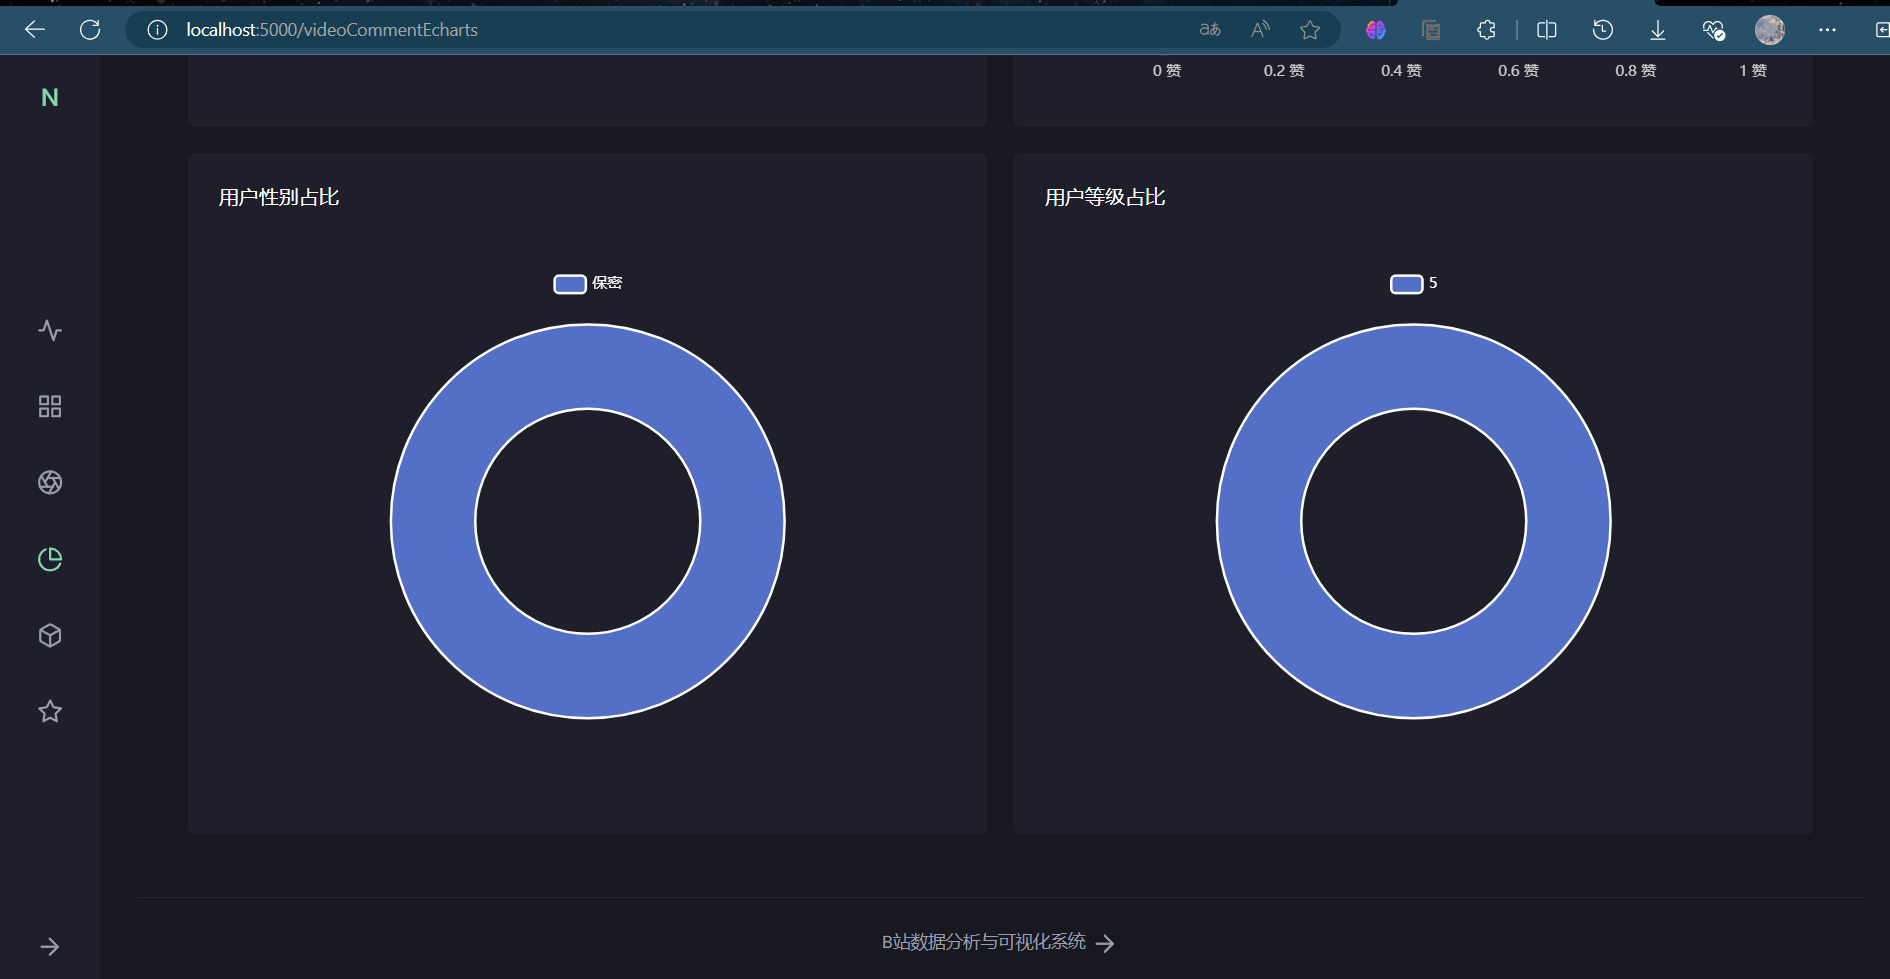 localhost:5000/videoCommentEcharts
N
0 赞 0.2 赞 0.4 赞 0.6 赞 0.8 赞 1 赞
用户性别占比
保密
用户等级占比
5
B站数据分析与可视化系统